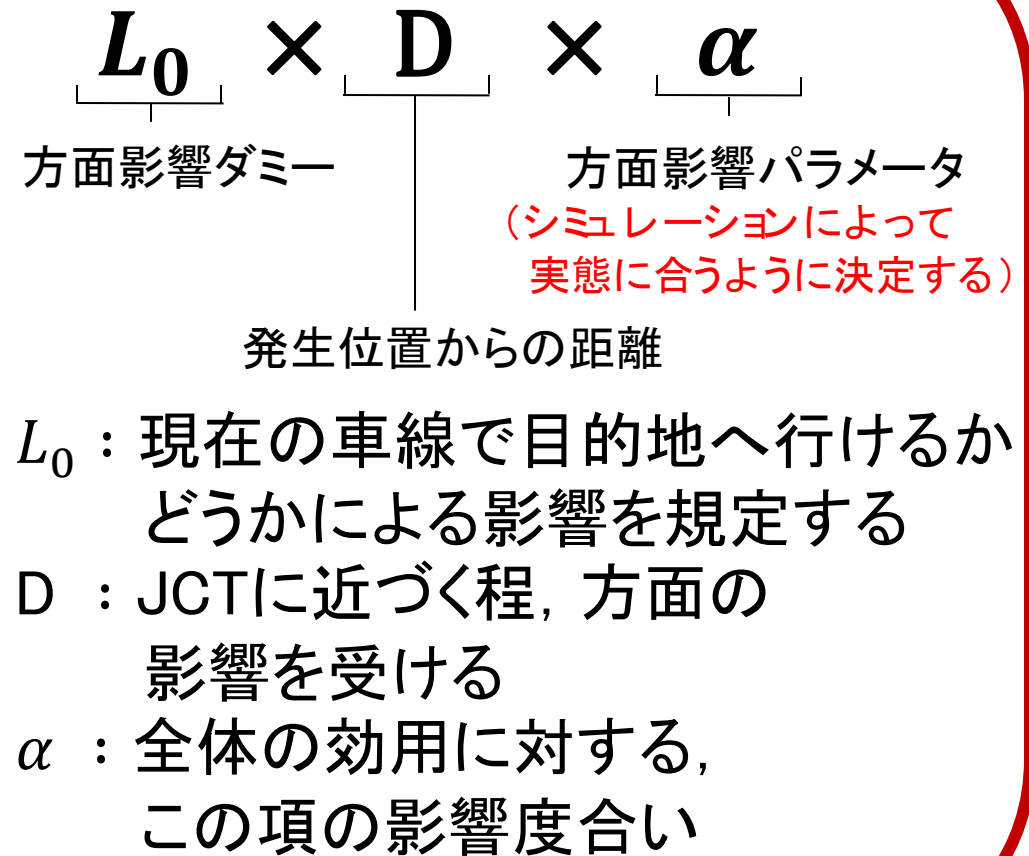 L₀ × D × α
方面影響ダミー
方面影響パラメータ
（シミュレーションによって
実態に合うように決定する）
発生位置からの距離
L₀ ：現在の車線で目的地へ行けるか
どうかによる影響を規定する
D ：JCTに近づく程，方面の
影響を受ける
α ：全体の効用に対する，
この項の影響度合い